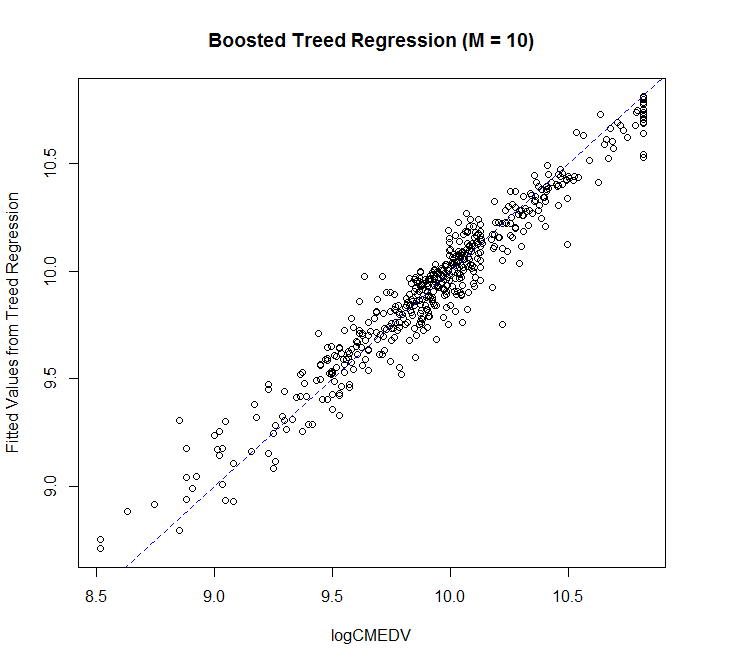 Boosted Treed Regression (M = 10)
Fitted Values from Treed Regression
10.5
10.0
9.5
9.0
8.5 9.0 9.5 10.0 10.5
logCMEDV